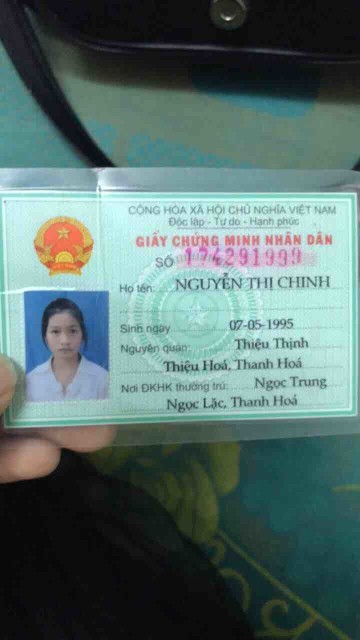 CỘNG HÒA XÃ HỘI CHỦ NGHĨA VIỆT NAM
Độc lập - Tự do - Hạnh phúc
GIẤY CHỨNG MINH NHÂN DÂN
SỐ 174291999
Họ tên: NGUYỄN THỊ CHINH
Sinh ngày 07-05-1995
Nguyên quán: Thiệu Thịnh
Thiệu Hoá, Thanh Hoá
Nơi ĐKHK thường trú: Ngọc Trung
Ngọc Lặc, Thanh Hoá